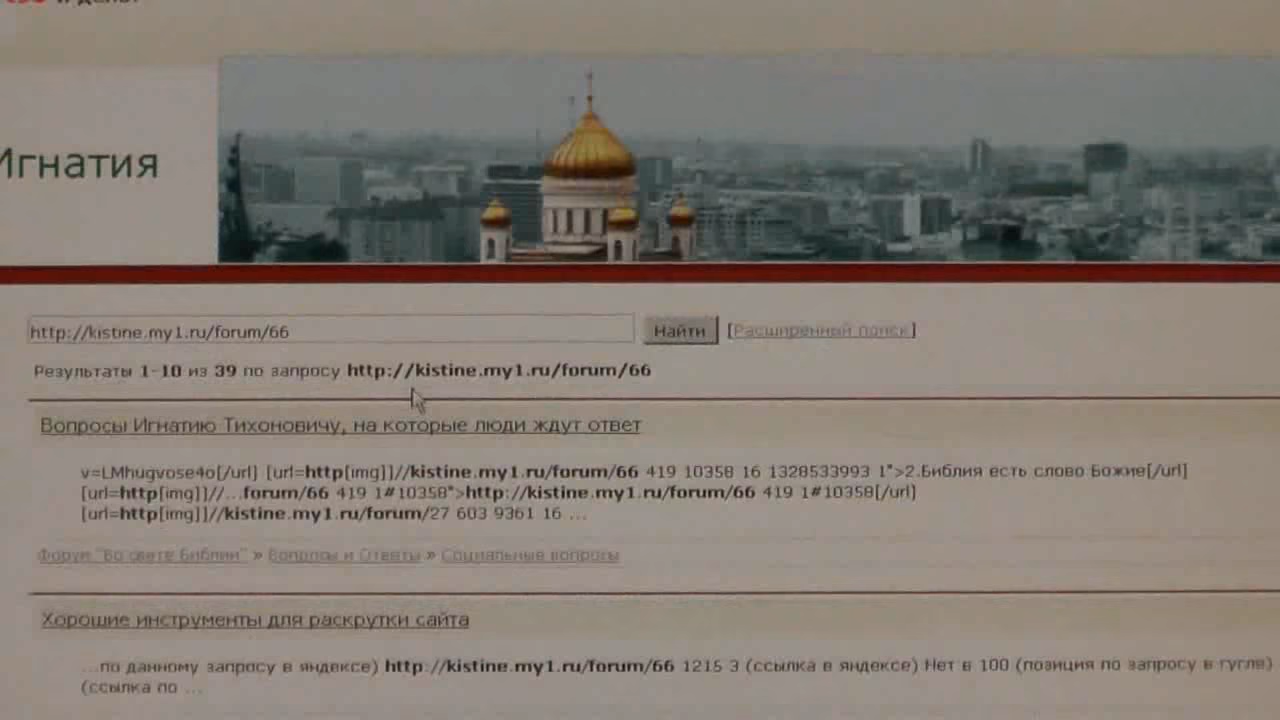 и дело.
Игнатия
http://kistine.my1.ru/forum/66 Найти [Расширенный поиск]
Результаты 1-10 из 39 по запросу http://kistine.my1.ru/forum/66
Вопросы Игнатию Тихоновичу, на которые люди ждут ответ
v=LMhugvose4o[/url] [url=http[img]]//kistine.my1.ru/forum/66 419 10358 16 1328533993 1">2.Библия есть слово Божие[/url]
[url=http[img]]//...forum/66 419 1#10358">http://kistine.my1.ru/forum/66 419 1#10358[/url]
[url=http[img]]//kistine.my1.ru/forum/27 603 9361 16 ...
Форум "Во свете Библии" » Вопросы и Ответы » Социальные вопросы
Хорошие инструменты для раскрутки сайта
...по данному запросу в яндексе) http://kistine.my1.ru/forum/66 1215 3 (ссылка в яндексе) Нет в 100 (позиция по запросу в гугле)
(ссылка по ...